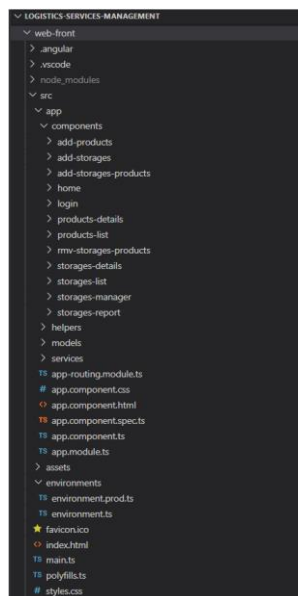 LOGISTICS-SERVICES-MANAGEMENT
web-front
.angular
.vscode
node_modules
src
app
components
add-products
add-storages
add-storages-products
home
login
products-details
products-list
rmv-storages-products
storages-details
storages-list
storages-manager
storages-report
helpers
models
services
TS app-routing.module.ts
# app.component.css
<> app.component.html
TS app.component.spec.ts
TS app.component.ts
TS app.module.ts
assets
environments
TS environment.prod.ts
TS environment.ts
favicon.ico
<> index.html
TS main.ts
TS polyfills.ts
# styles.css